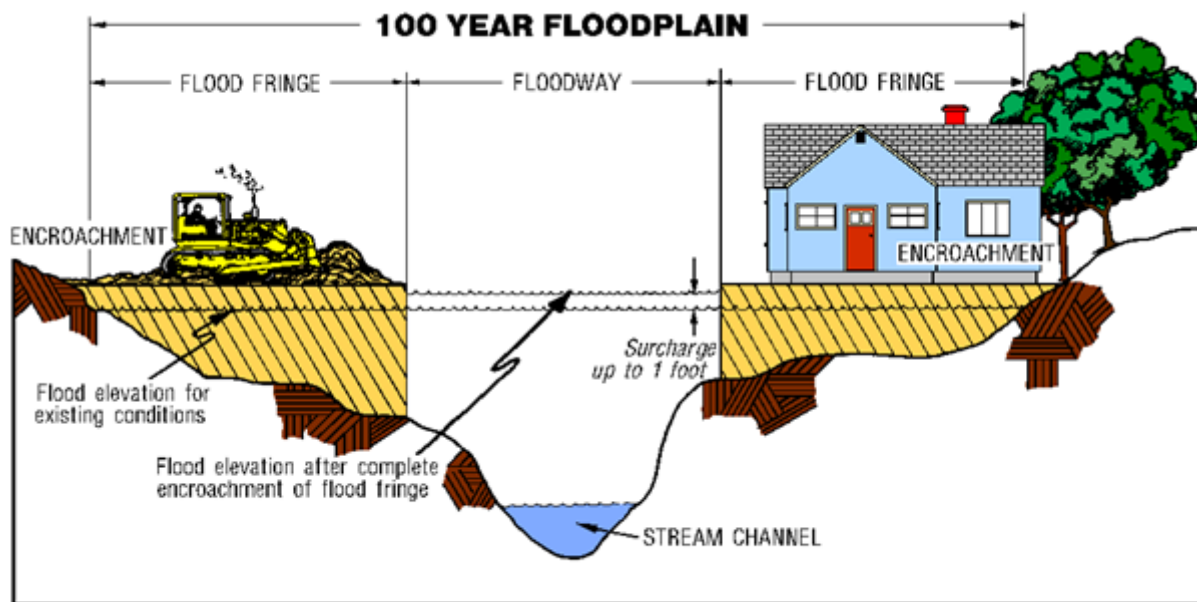 100 YEAR FLOODPLAIN
FLOOD FRINGE
FLOODWAY
FLOOD FRINGE
ENCROACHMENT
ENCROACHMENT
Surcharge
up to 1 foot
Flood elevation for
existing conditions
Flood elevation after complete
encroachment of flood fringe
STREAM CHANNEL